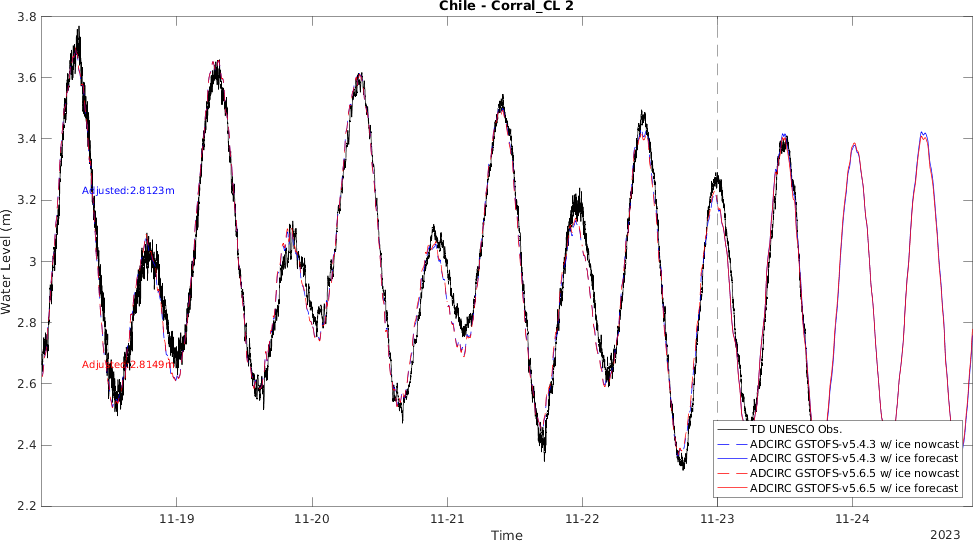 Chile - Corral_CL 2
3.8
3.6
3.4
3.2
3
2.8
2.6
2.4
2.2
Water Level (m)
Adjusted:2.8123m
Adjusted:2.8149m
TD UNESCO Obs.
ADCIRC GSTOFS-v5.4.3 w/ ice nowcast
ADCIRC GSTOFS-v5.4.3 w/ ice forecast
ADCIRC GSTOFS-v5.6.5 w/ ice nowcast
ADCIRC GSTOFS-v5.6.5 w/ ice forecast
11-19 11-20 11-21 11-22 11-23 11-24
Time
2023